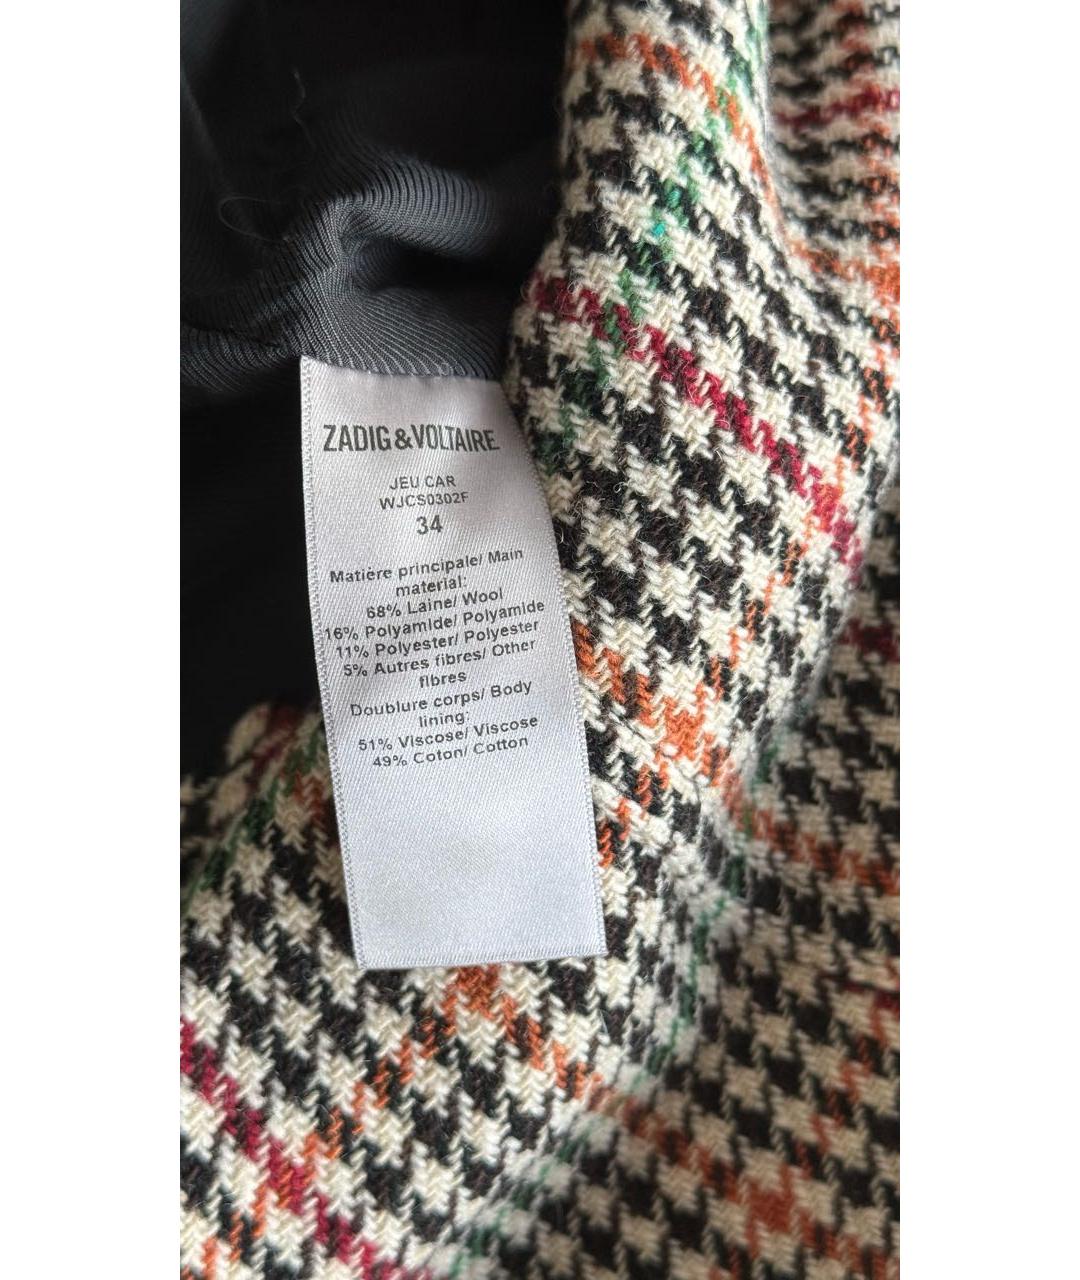 ZADIG&VOLTAIRE
JEU CAR
WJCS0302F
34
Matière principale/ Main
material:
68% Laine/ Wool
16% Polyamide/ Polyamide
11% Polyester/ Polyester
5% Autres fibres/ Other
fibres
Doublure corps/ Body
lining:
51% Viscose/ Viscose
49% Coton/ Cotton